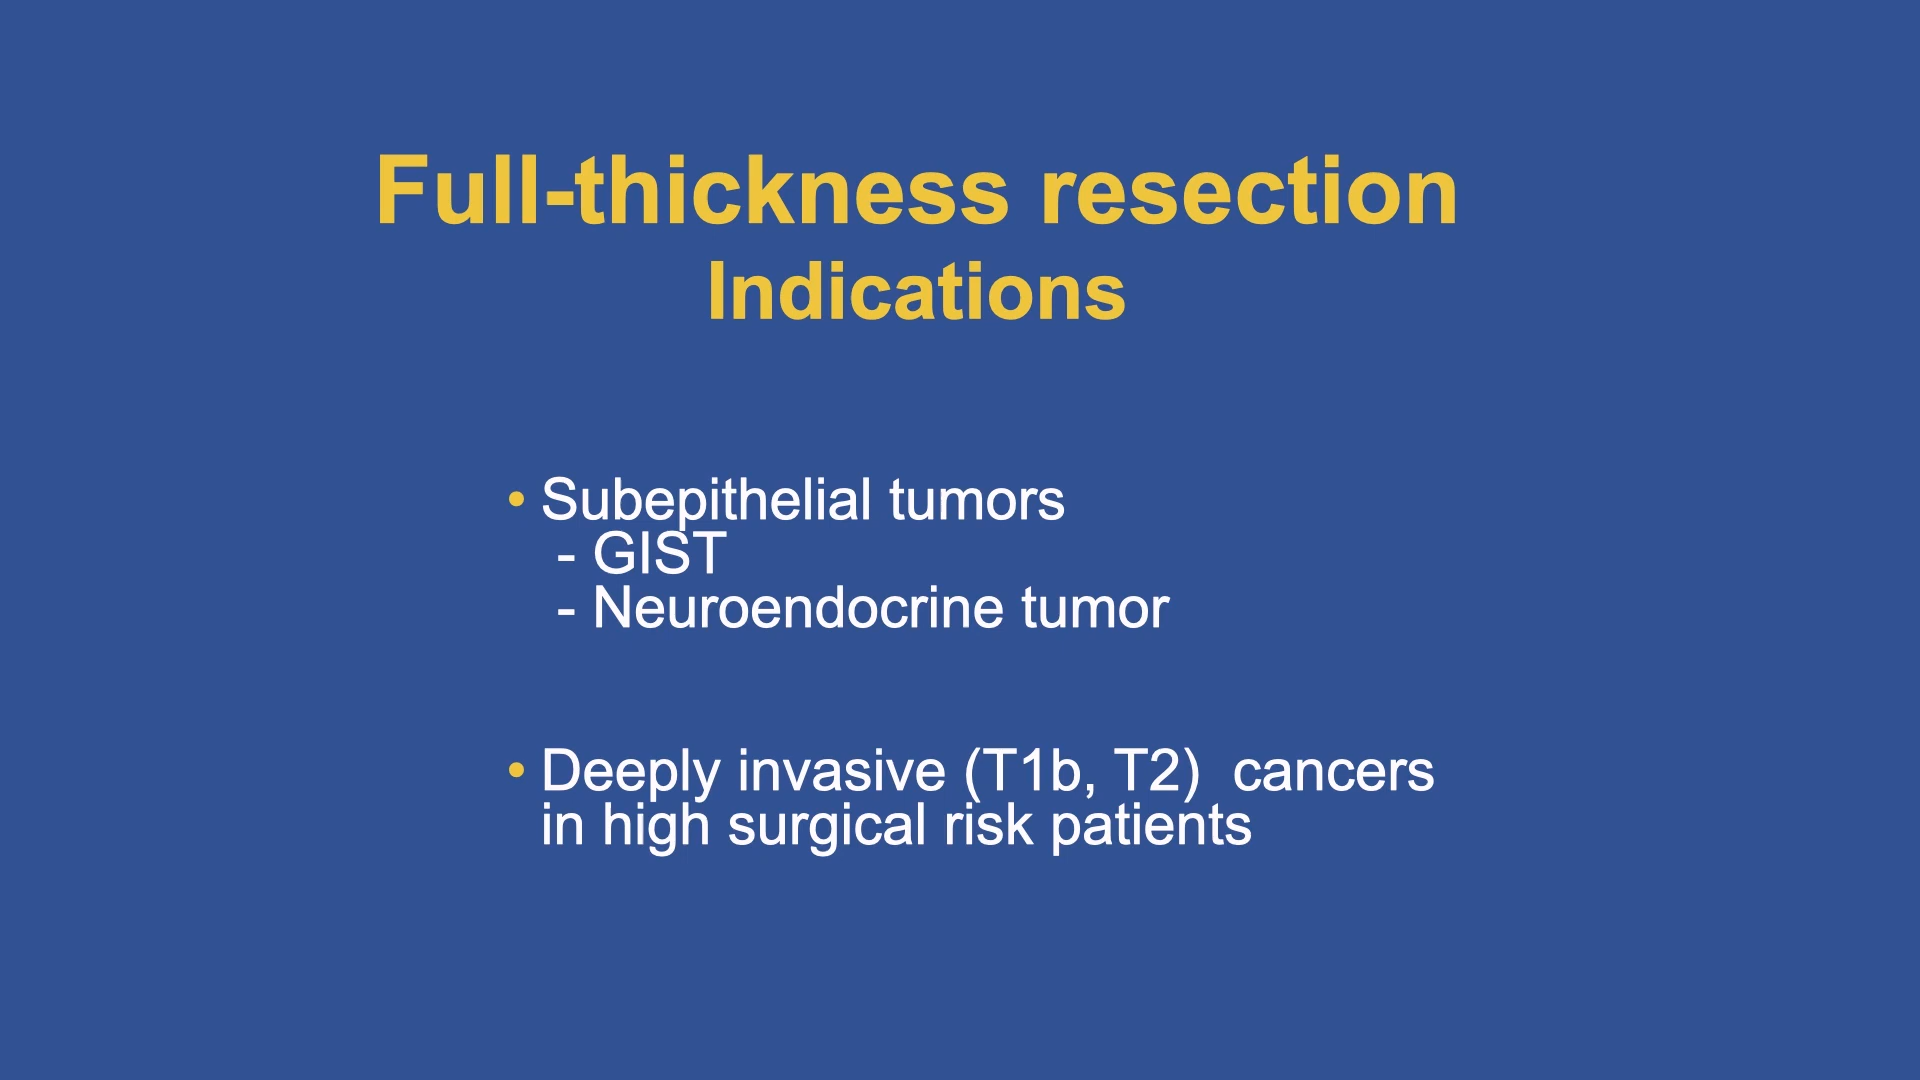 Full-thickness resection
Indications
• Subepithelial tumors
- GIST
- Neuroendocrine tumor
• Deeply invasive (T1b, T2)  cancers
in high surgical risk patients